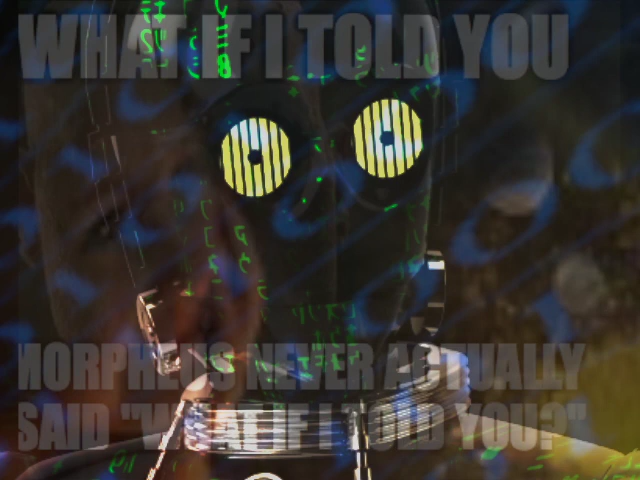 WHAT IF I TOLD YOU
MORPHEUS NEVER ACTUALLY
SAID "WHAT IF I TOLD YOU?"